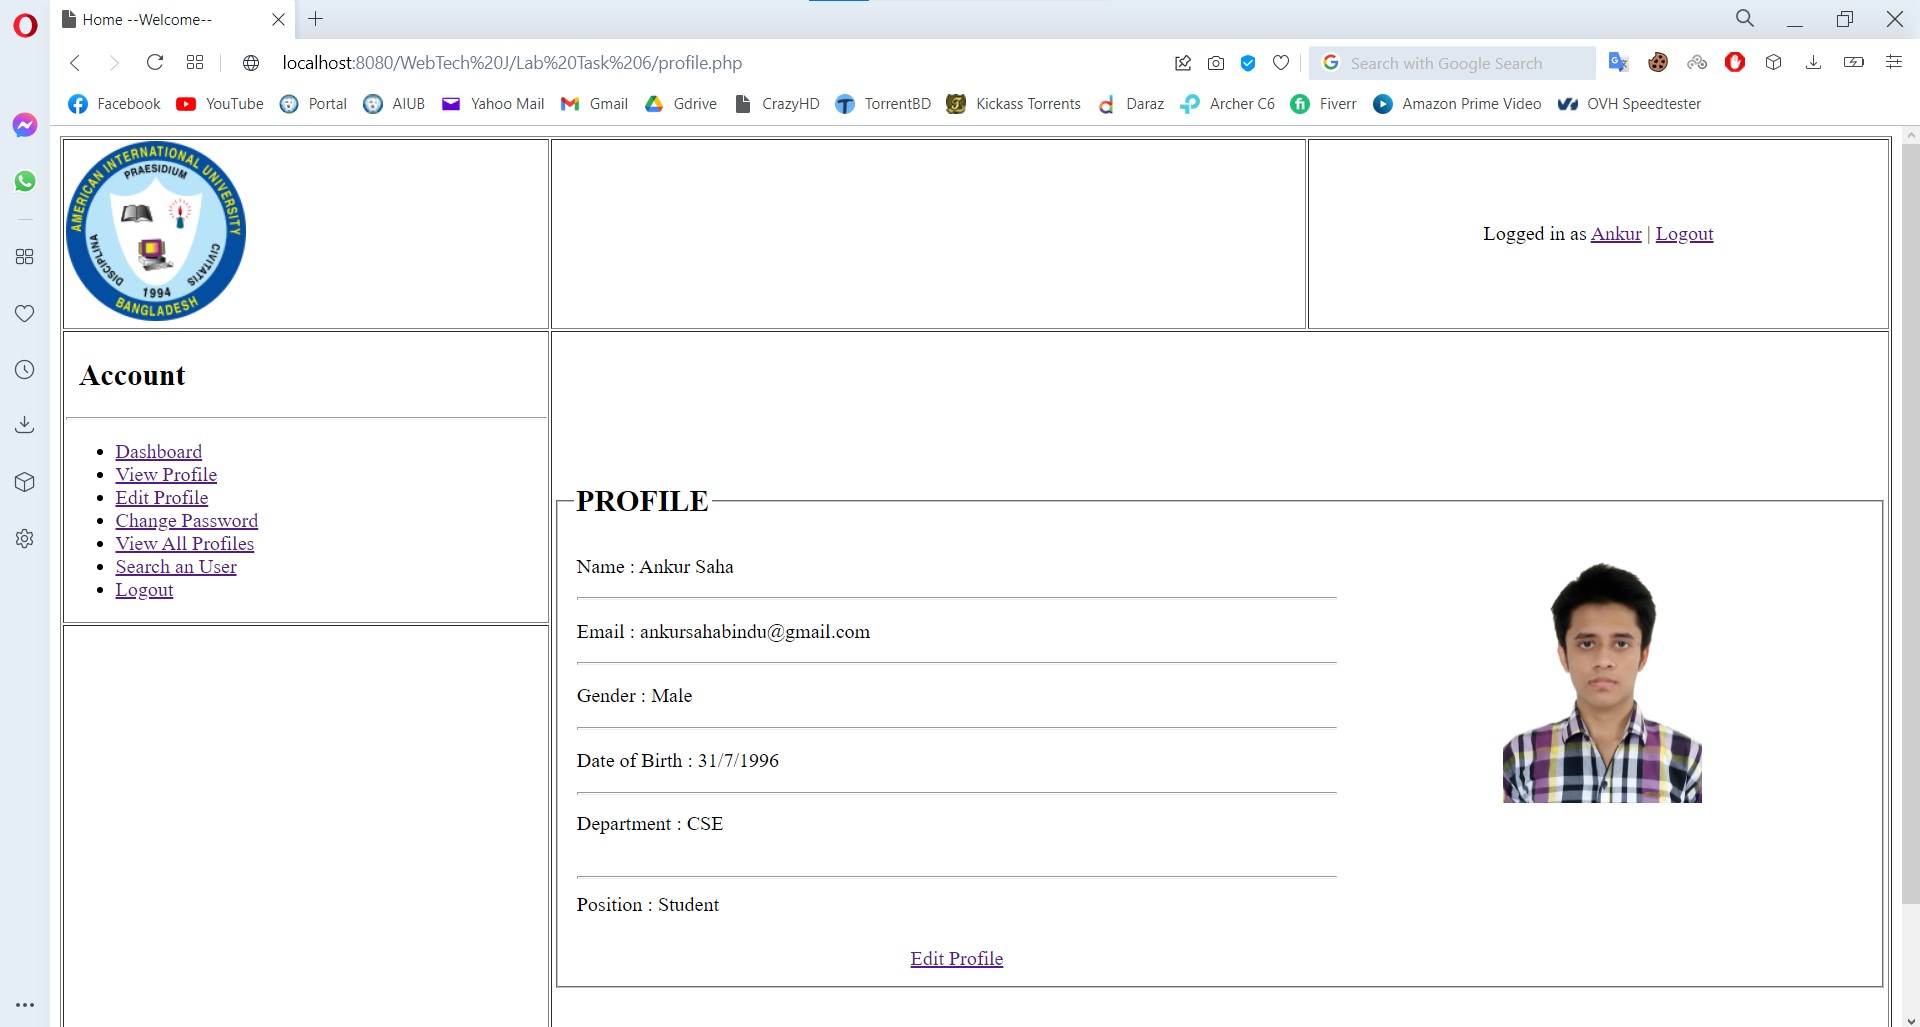 Home --Welcome--
localhost:8080/WebTech%20J/Lab%20Task%206/profile.php
Search with Google Search
Facebook YouTube Portal AIUB Yahoo Mail Gmail Gdrive CrazyHD TorrentBD Kickass Torrents Daraz Archer C6 Fiverr Amazon Prime Video OVH Speedtester
AMERICAN INTERNATIONAL UNIVERSITY
PRAESIDIUM
DISCIPLINA
CIVITATIS
1994
BANGLADESH
Logged in as Ankur | Logout
Account
Dashboard
View Profile
Edit Profile
Change Password
View All Profiles
Search an User
Logout
PROFILE
Name : Ankur Saha
Email : ankursahabindu@gmail.com
Gender : Male
Date of Birth : 31/7/1996
Department : CSE
Position : Student
Edit Profile